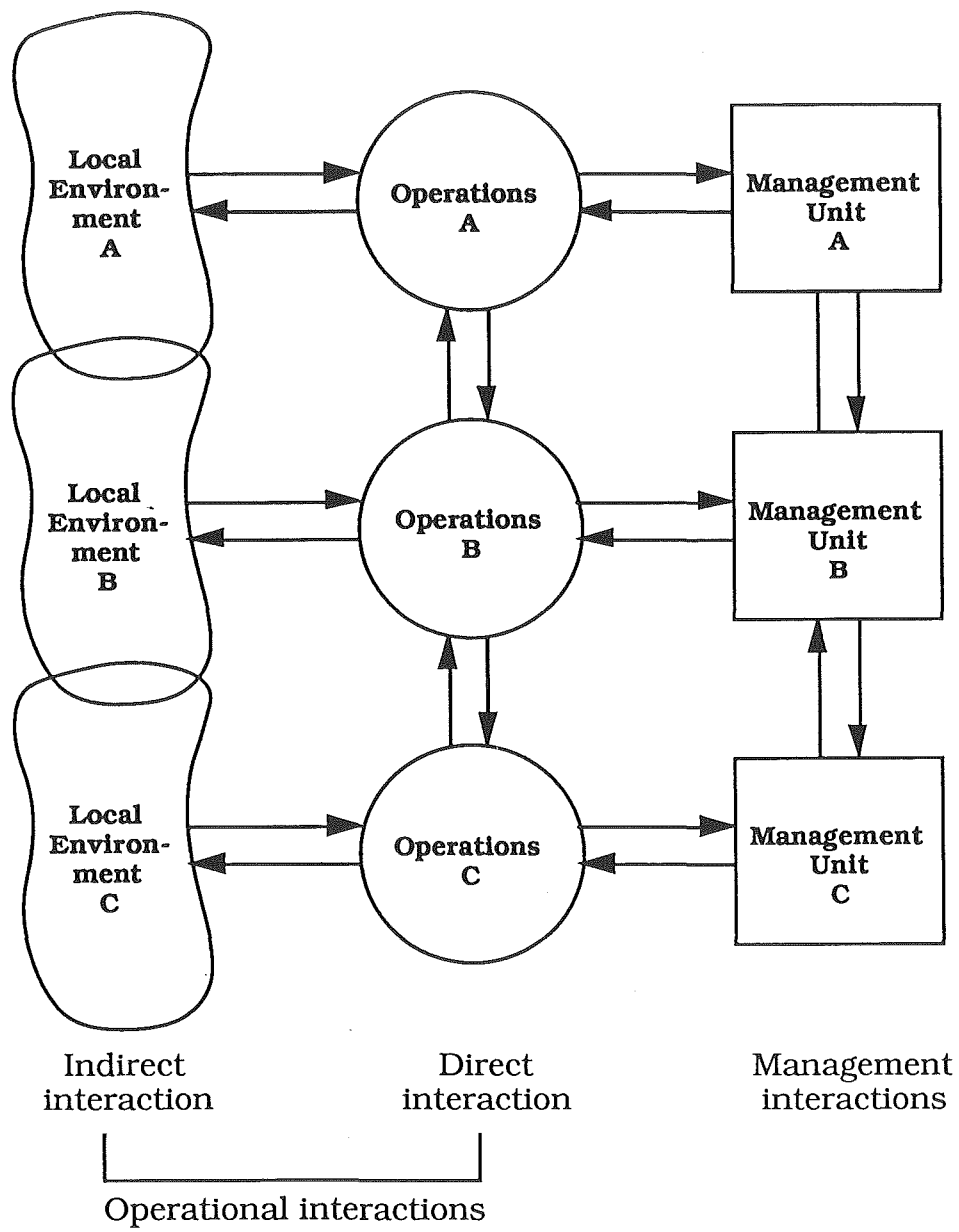 Local
Environ-
ment
A
Operations
A
Management
Unit
A
Local
Environ-
ment
B
Operations
B
Management
Unit
B
Local
Environ-
ment
C
Operations
C
Management
Unit
C
Indirect
interaction
Direct
interaction
Management
interactions
Operational interactions